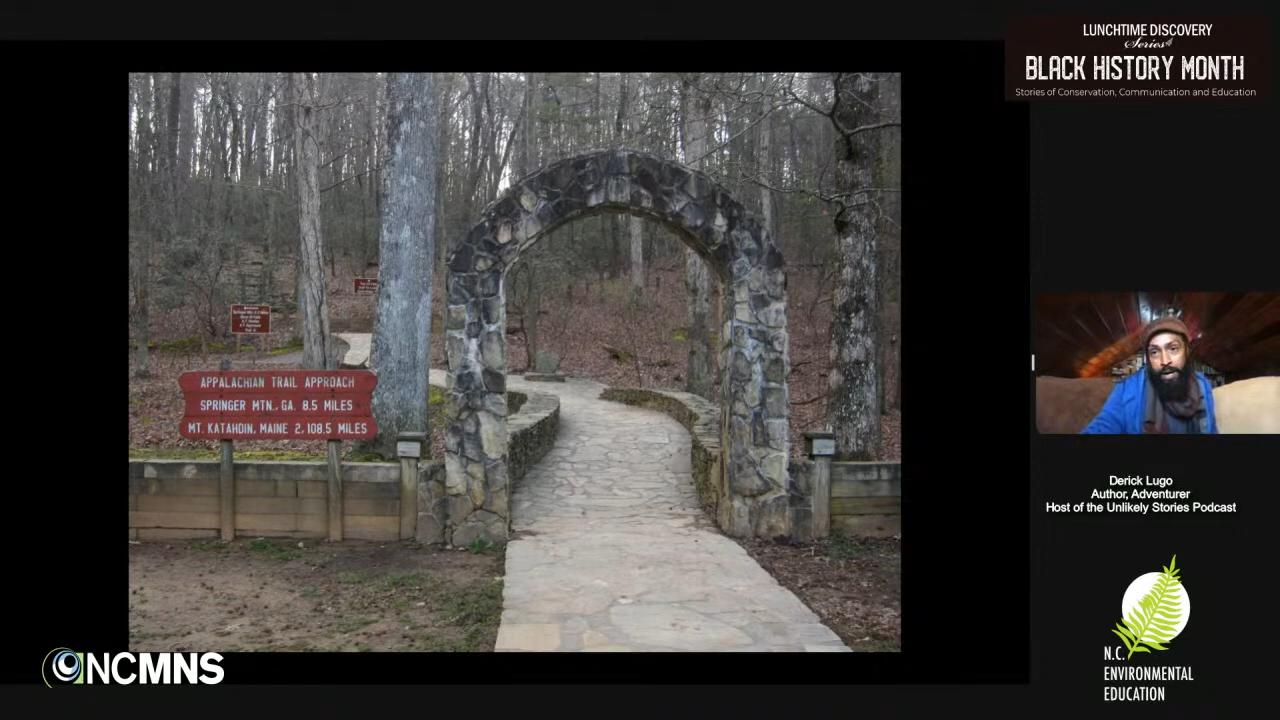 LUNCHTIME DISCOVERY
Series
BLACK HISTORY MONTH
Stories of Conservation, Communication and Education
APPALACHIAN TRAIL APPROACH
SPRINGER MTN., GA. 8.5 MILES
MT. KATAHDIN, MAINE 2,108.5 MILES
Derick Lugo
Author, Adventurer
Host of the Unlikely Stories Podcast
NCMNS
N.C.
ENVIRONMENTAL
EDUCATION